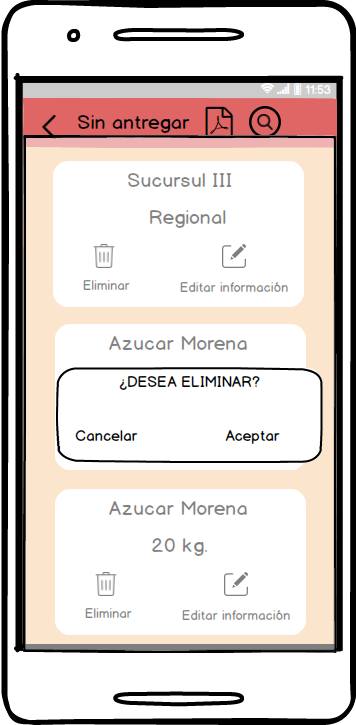 11:53
Sin antregar
Sucursul III
Regional
Eliminar Editar información
Azucar Morena
¿DESEA ELIMINAR?
Cancelar Aceptar
Azucar Morena
20 kg.
Eliminar Editar información